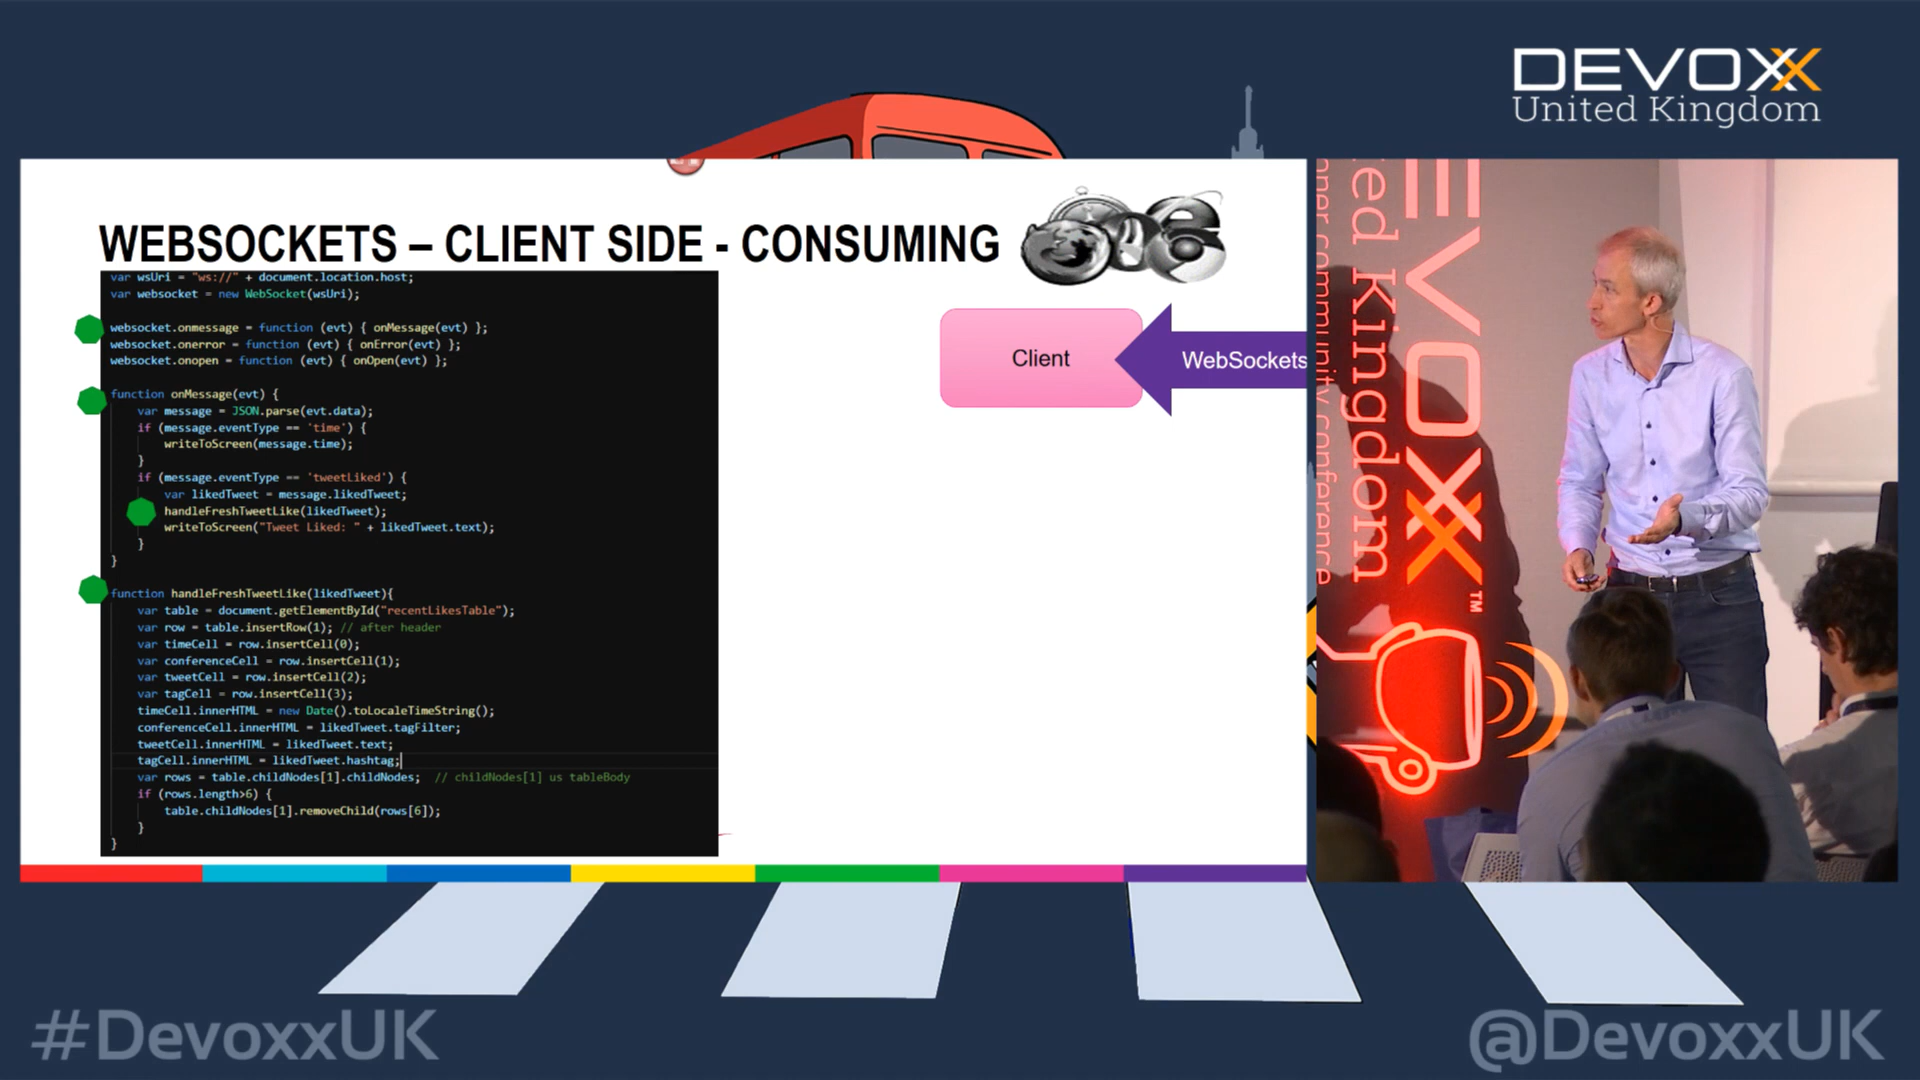 DEVOXX
United Kingdom
WEBSOCKETS – CLIENT SIDE - CONSUMING
var wsUri = "ws://" + document.location.host;
var websocket = new WebSocket(wsUri);
websocket.onmessage = function (evt) { onMessage(evt) };
websocket.onerror = function (evt) { onError(evt) };
websocket.onopen = function (evt) { onOpen(evt) };
function onMessage(evt) {
var message = JSON.parse(evt.data);
if (message.eventType == 'time') {
writeToScreen(message.time);
}
if (message.eventType == 'tweetLiked') {
var likedTweet = message.likedTweet;
handleFreshTweetLike(likedTweet);
writeToScreen("Tweet Liked: " + likedTweet.text);
}
}
function handleFreshTweetLike(likedTweet){
var table = document.getElementById("recentLikesTable");
var row = table.insertRow(1); // after header
var timeCell = row.insertCell(0);
var conferenceCell = row.insertCell(1);
var tweetCell = row.insertCell(2);
var tagCell = row.insertCell(3);
timeCell.innerHTML = new Date().toLocaleTimeString();
conferenceCell.innerHTML = likedTweet.tagFilter;
tweetCell.innerHTML = likedTweet.text;
tagCell.innerHTML = likedTweet.hashtag;
var rows = table.childNodes[1].childNodes; // childNodes[1] us tableBody
if (rows.length>6) {
table.childNodes[1].removeChild(rows[6]);
}
}
Client
WebSockets
EVOXX™
ed Kingdom
community conference
#DevoxxUK
@DevoxxUK